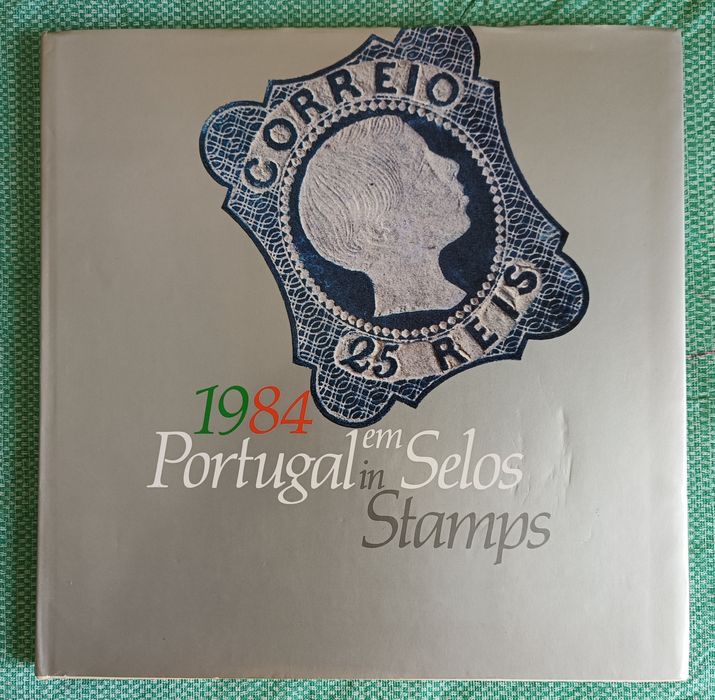 CORREIO
25 REIS
1984
Portugal em Selos
in
Stamps